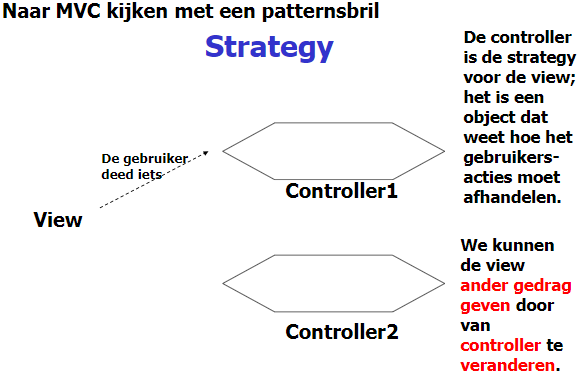 Naar MVC kijken met een patternsbril
Strategy
De controller
is de strategy
voor de view;
het is een
object dat
weet hoe het
gebruikers-
acties moet
afhandelen.
De gebruiker
deed iets
Controller1
View
We kunnen
de view
ander gedrag
geven door
van
controller te
veranderen.
Controller2